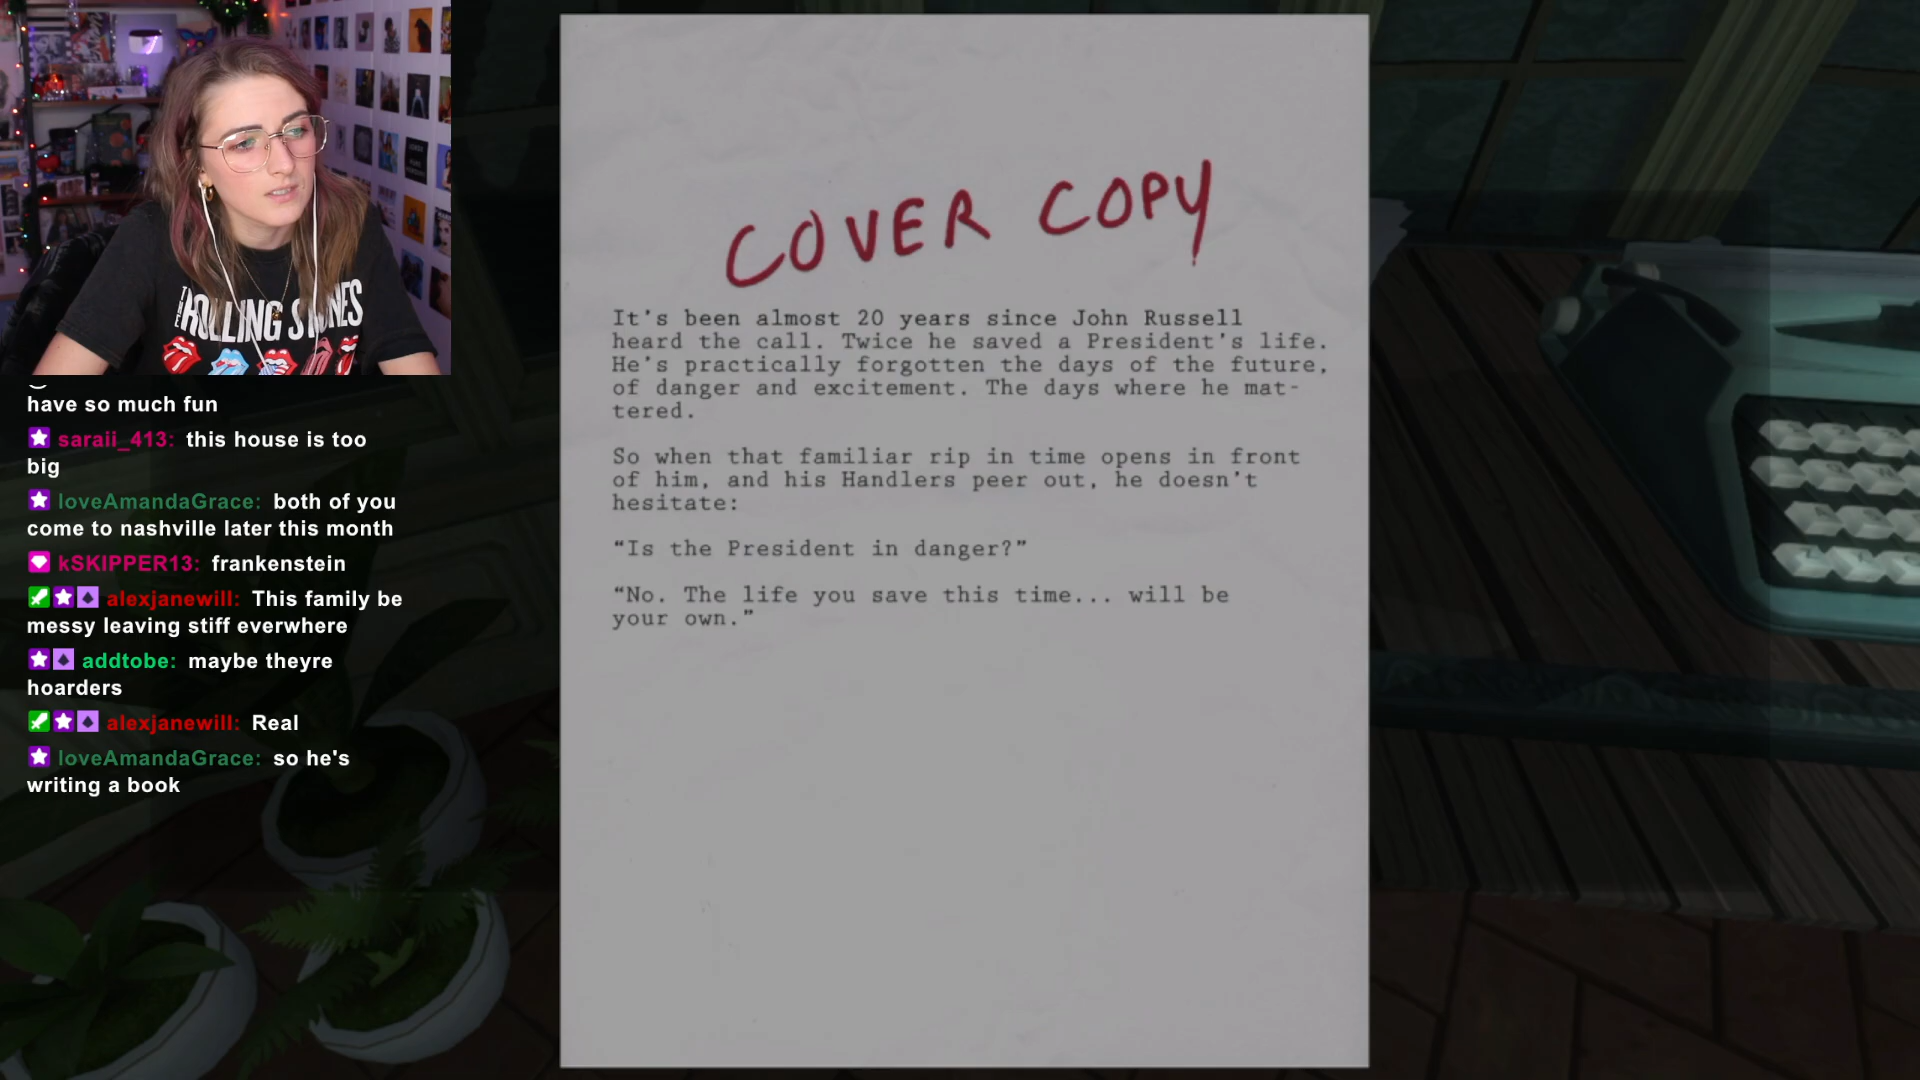 THE
ROLLING STONES
have so much fun
saraii_413: this house is too
big
loveAmandaGrace: both of you
come to nashville later this month
kSKIPPER13: frankenstein
alexjanewill: This family be
messy leaving stiff everwhere
addtobe: maybe theyre
hoarders
alexjanewill: Real
loveAmandaGrace: so he's
writing a book
COVER COPY
It's been almost 20 years since John Russell
heard the call. Twice he saved a President's life.
He's practically forgotten the days of the future,
of danger and excitement. The days where he mat-
tered.
So when that familiar rip in time opens in front
of him, and his Handlers peer out, he doesn't
hesitate:
“Is the President in danger?”
“No. The life you save this time... will be
your own.”